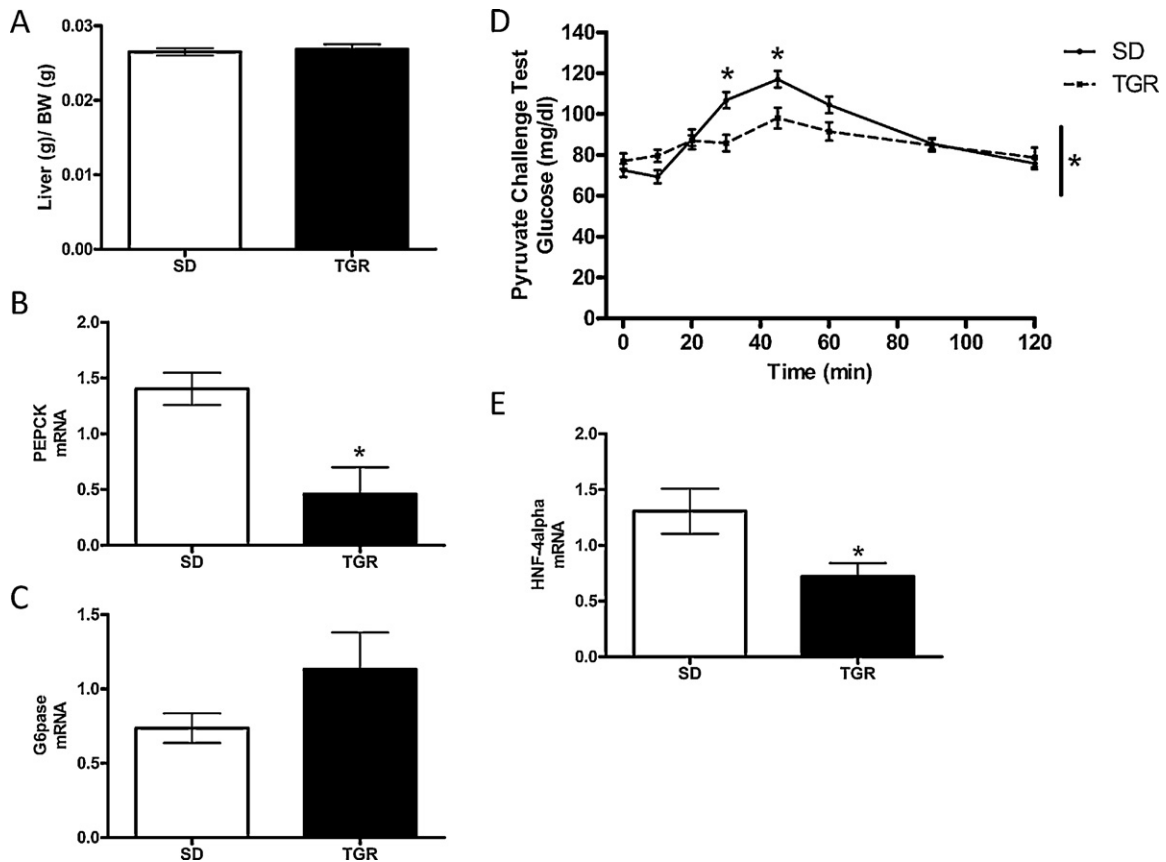 A
Liver (g)/ BW (g)
0.03
0.02
0.01
0.00
SD
TGR
B
PEPCK
mRNA
2.0
1.5
1.0
0.5
0.0
*
SD
TGR
C
G6pase
mRNA
1.5
1.0
0.5
0.0
SD
TGR
D
Pyruvate Challenge Test
Glucose (mg/dl)
140
120
100
80
60
40
20
0
* *
0 20 40 60 80 100 120
Time (min)
SD
TGR
*
E
HNF-4alpha
mRNA
2.0
1.5
1.0
0.5
0.0
*
SD
TGR